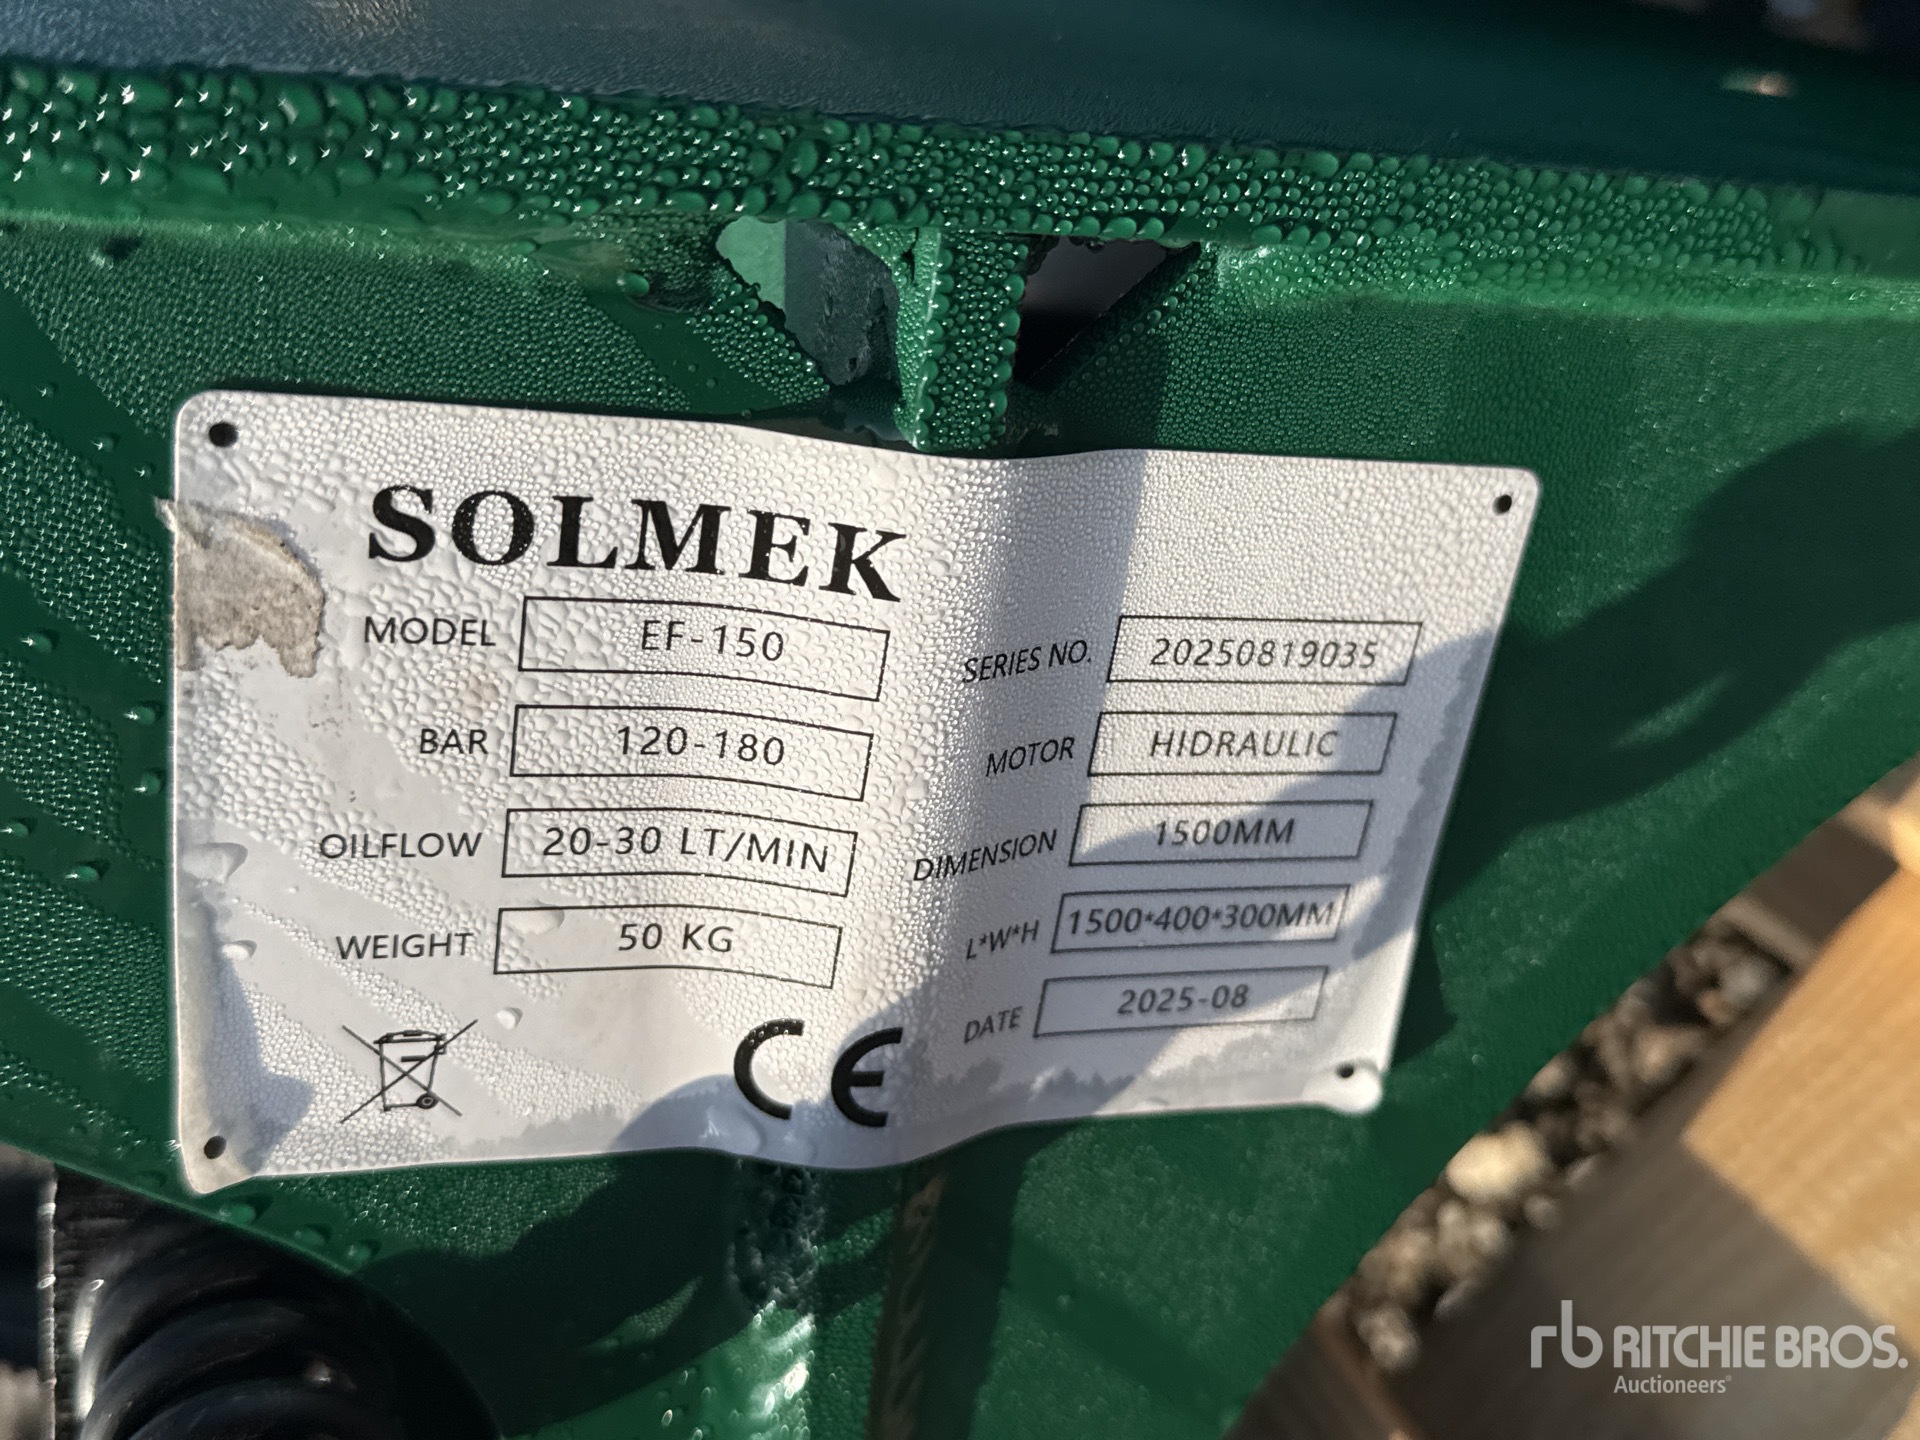 SOLMEK
MODEL EF-150
BAR 120-180
OILFLOW 20-30 LT/MIN
WEIGHT 50 KG
CE
SERIES NO. 20250819035
MOTOR HIDRAULIC
DIMENSION 1500MM
L*W*H 1500*400*300MM
DATE 2025-08
rb RITCHIE BROS.
Auctioneers